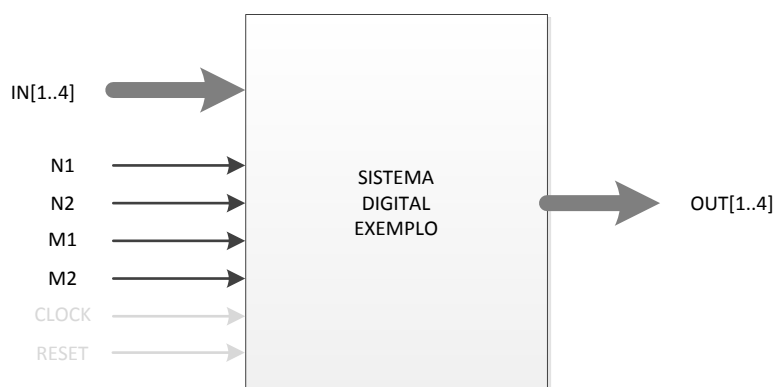 IN[1..4]
N1
N2
M1
M2
CLOCK
RESET
SISTEMA
DIGITAL
EXEMPLO
OUT[1..4]